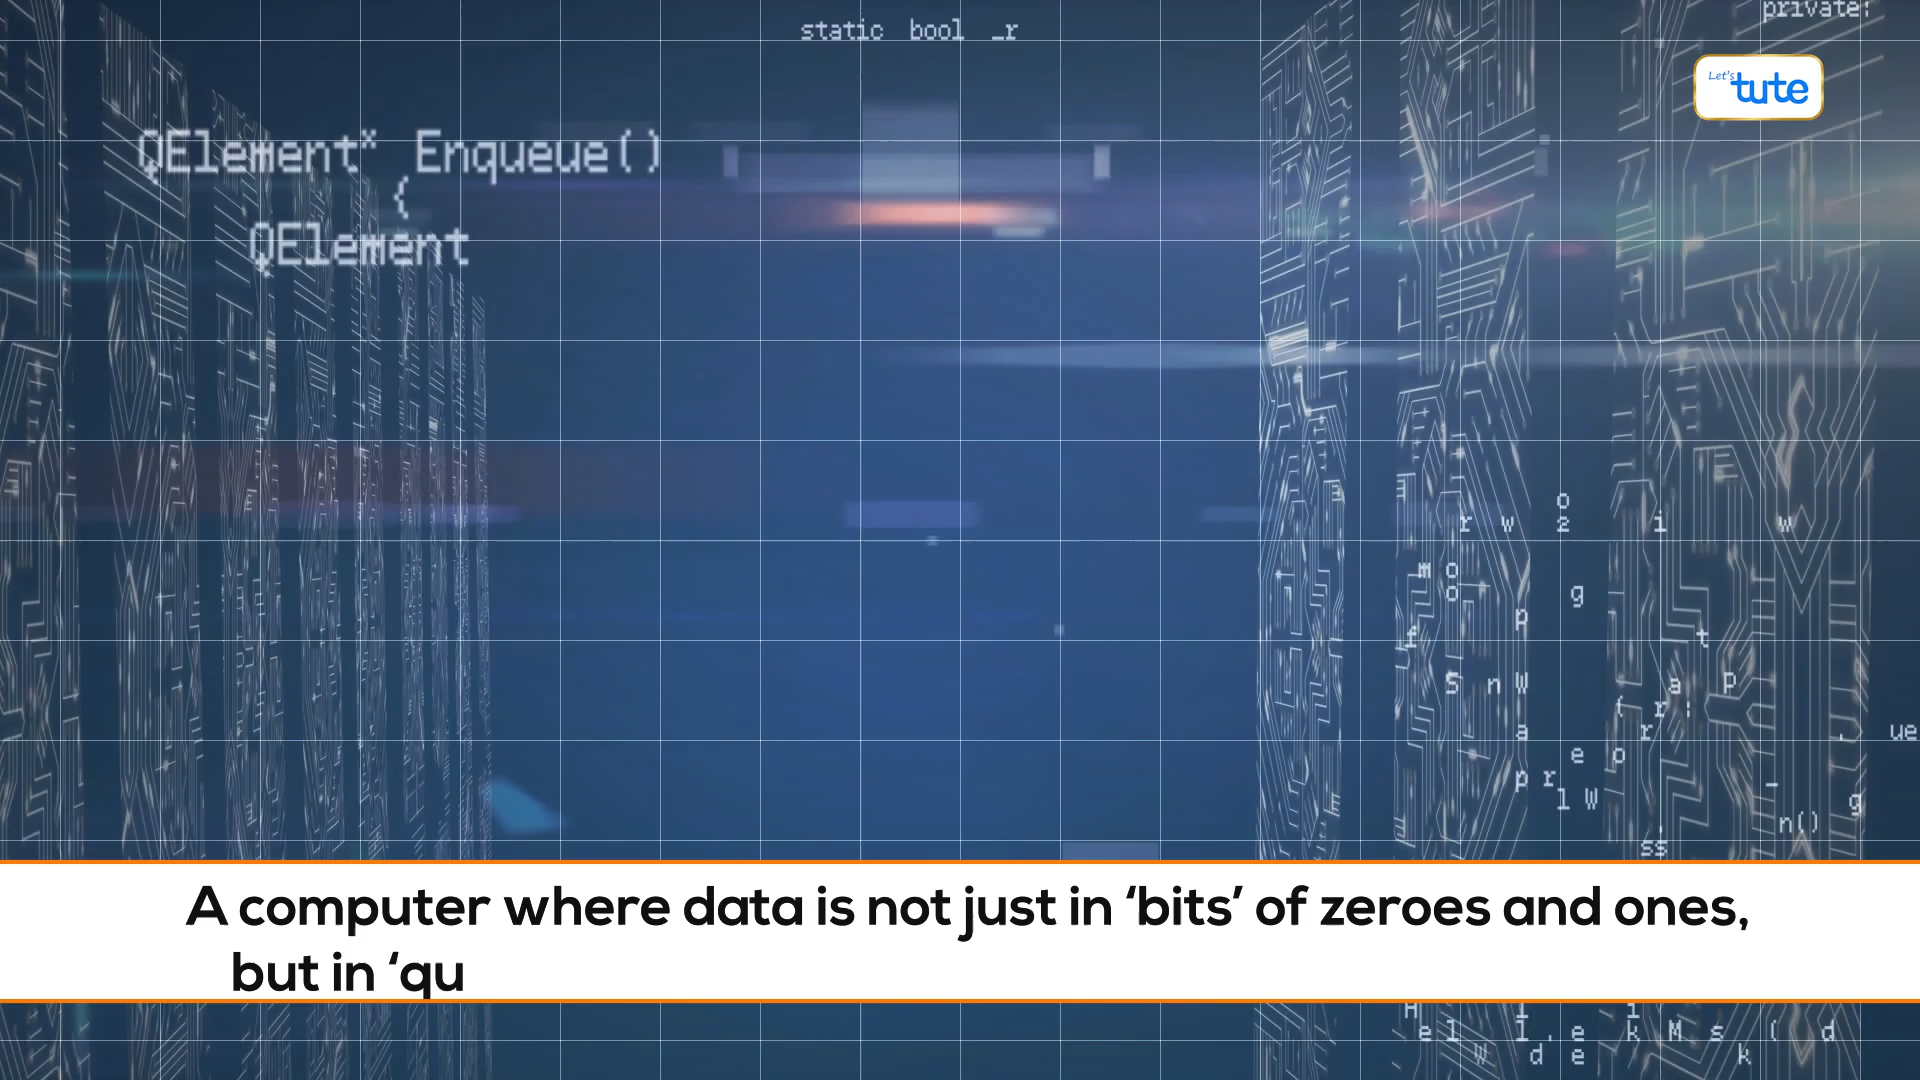 static bool _r
private:
Let's
tute
QElement* Enqueue()
{
QElement
A computer where data is not just in ‘bits’ of zeroes and ones,
but in ‘qu